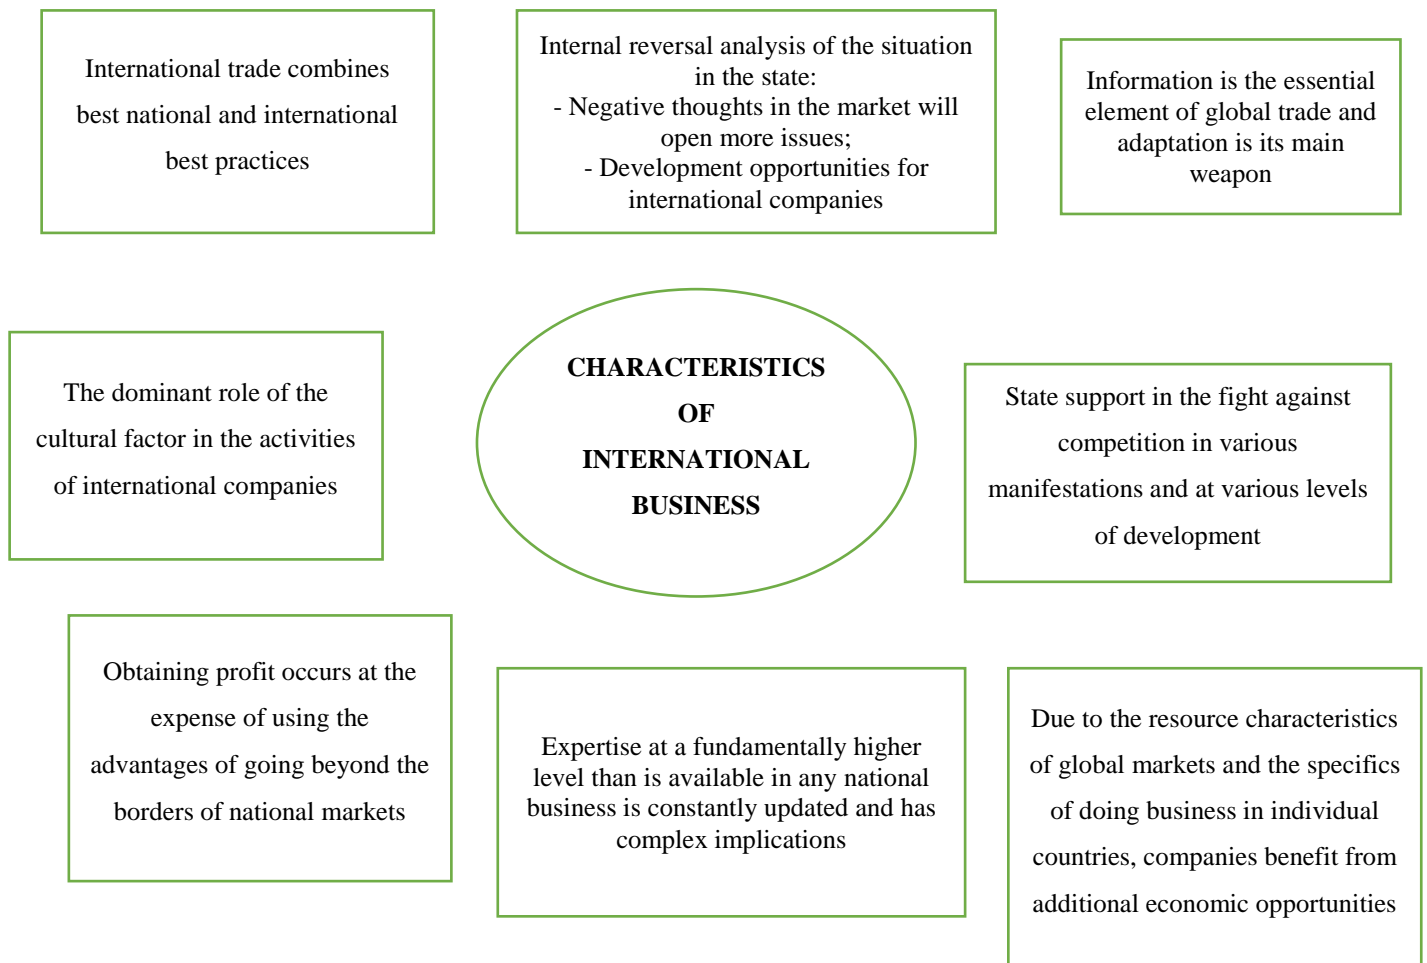 International trade combines
best national and international
best practices
Internal reversal analysis of the situation
in the state:
- Negative thoughts in the market will
open more issues;
- Development opportunities for
international companies
Information is the essential
element of global trade and
adaptation is its main
weapon
The dominant role of the
cultural factor in the activities
of international companies
CHARACTERISTICS
OF
INTERNATIONAL
BUSINESS
State support in the fight against
competition in various
manifestations and at various levels
of development
Obtaining profit occurs at the
expense of using the
advantages of going beyond the
borders of national markets
Expertise at a fundamentally higher
level than is available in any national
business is constantly updated and has
complex implications
Due to the resource characteristics
of global markets and the specifics
of doing business in individual
countries, companies benefit from
additional economic opportunities